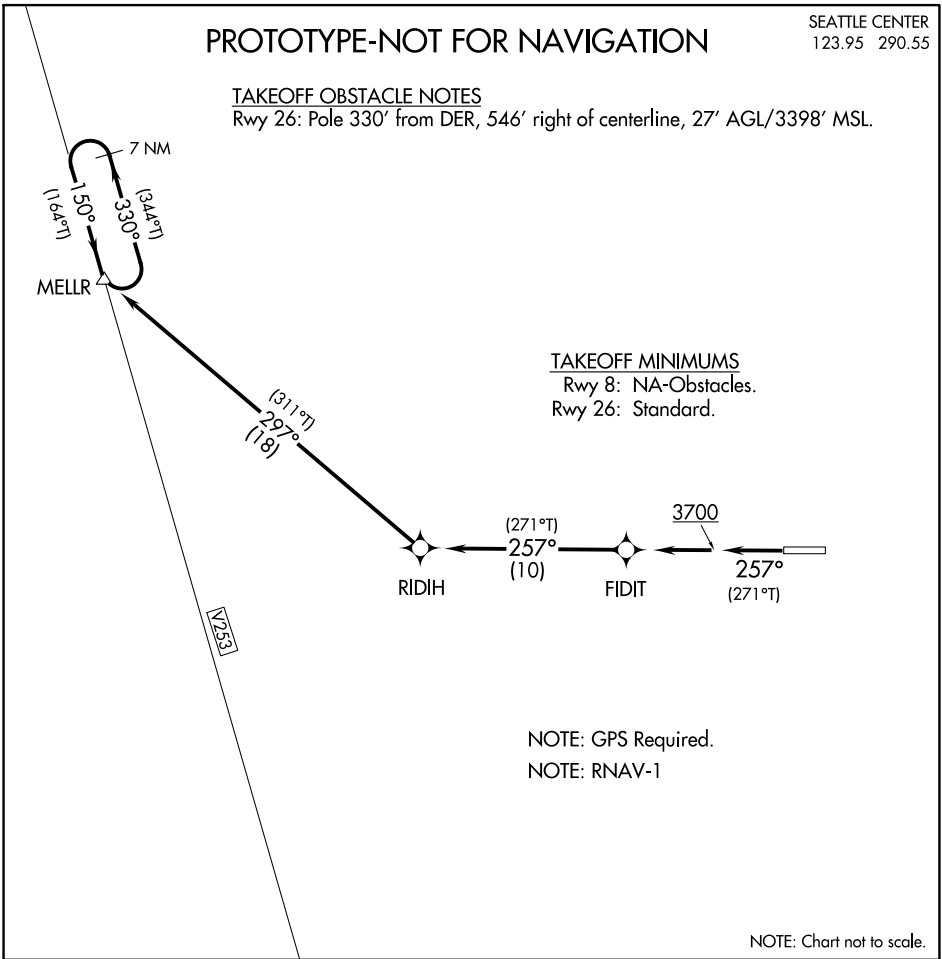 PROTOTYPE-NOT FOR NAVIGATION
SEATTLE CENTER
123.95 290.55
TAKEOFF OBSTACLE NOTES
Rwy 26: Pole 330' from DER, 546' right of centerline, 27' AGL/3398' MSL.
7 NM
150°
(164°T)
330°
(344°T)
MELLR
TAKEOFF MINIMUMS
Rwy 8: NA-Obstacles.
Rwy 26: Standard.
(311°T)
297°
(18)
3700
(271°T)
257°
(10)
257°
(271°T)
RIDIH
FIDIT
V253
NOTE: GPS Required.
NOTE: RNAV-1
NOTE: Chart not to scale.